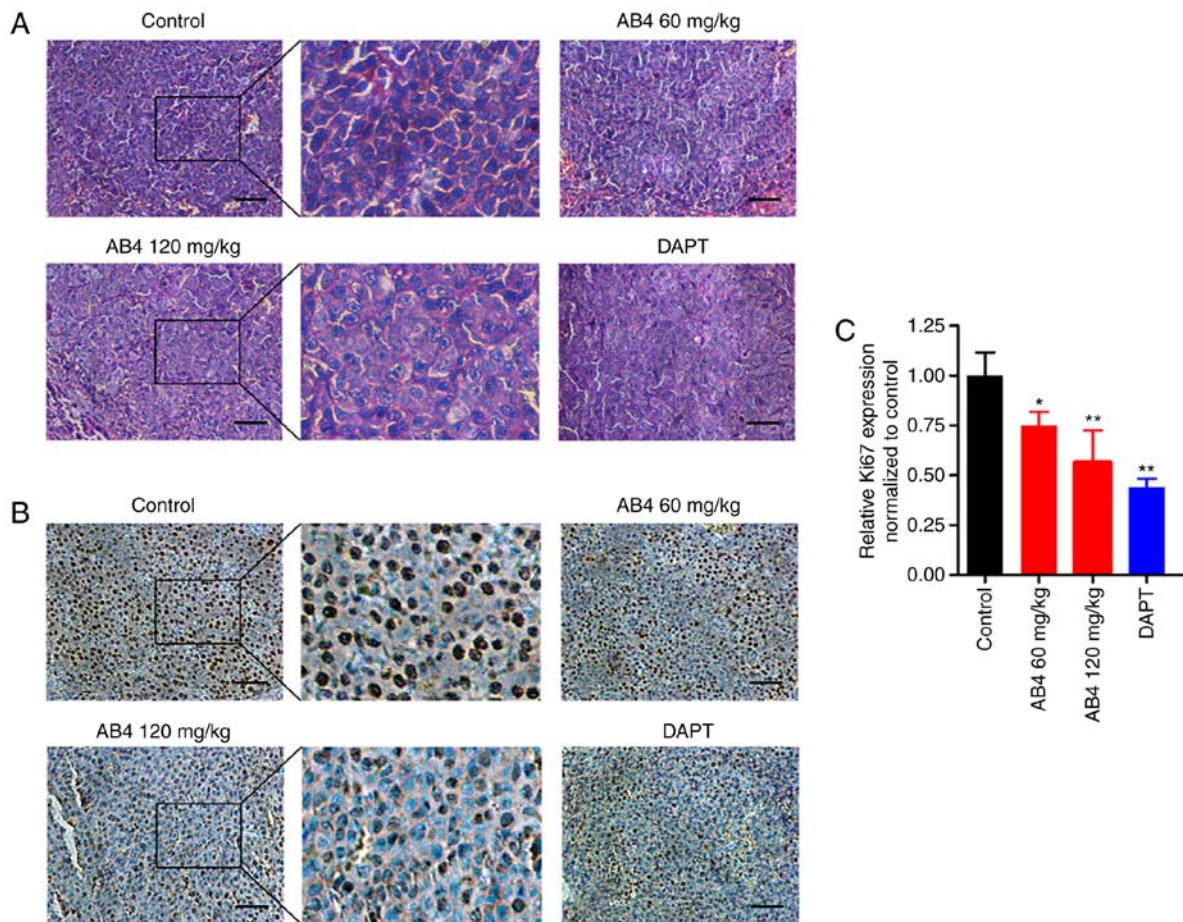 A
Control
AB4 60 mg/kg
AB4 120 mg/kg
DAPT
B
Control
AB4 60 mg/kg
AB4 120 mg/kg
DAPT
C
Relative Ki67 expression
normalized to control
1.25
1.00
0.75
0.50
0.25
0.00
*
**
**
Control
AB4 60 mg/kg
AB4 120 mg/kg
DAPT